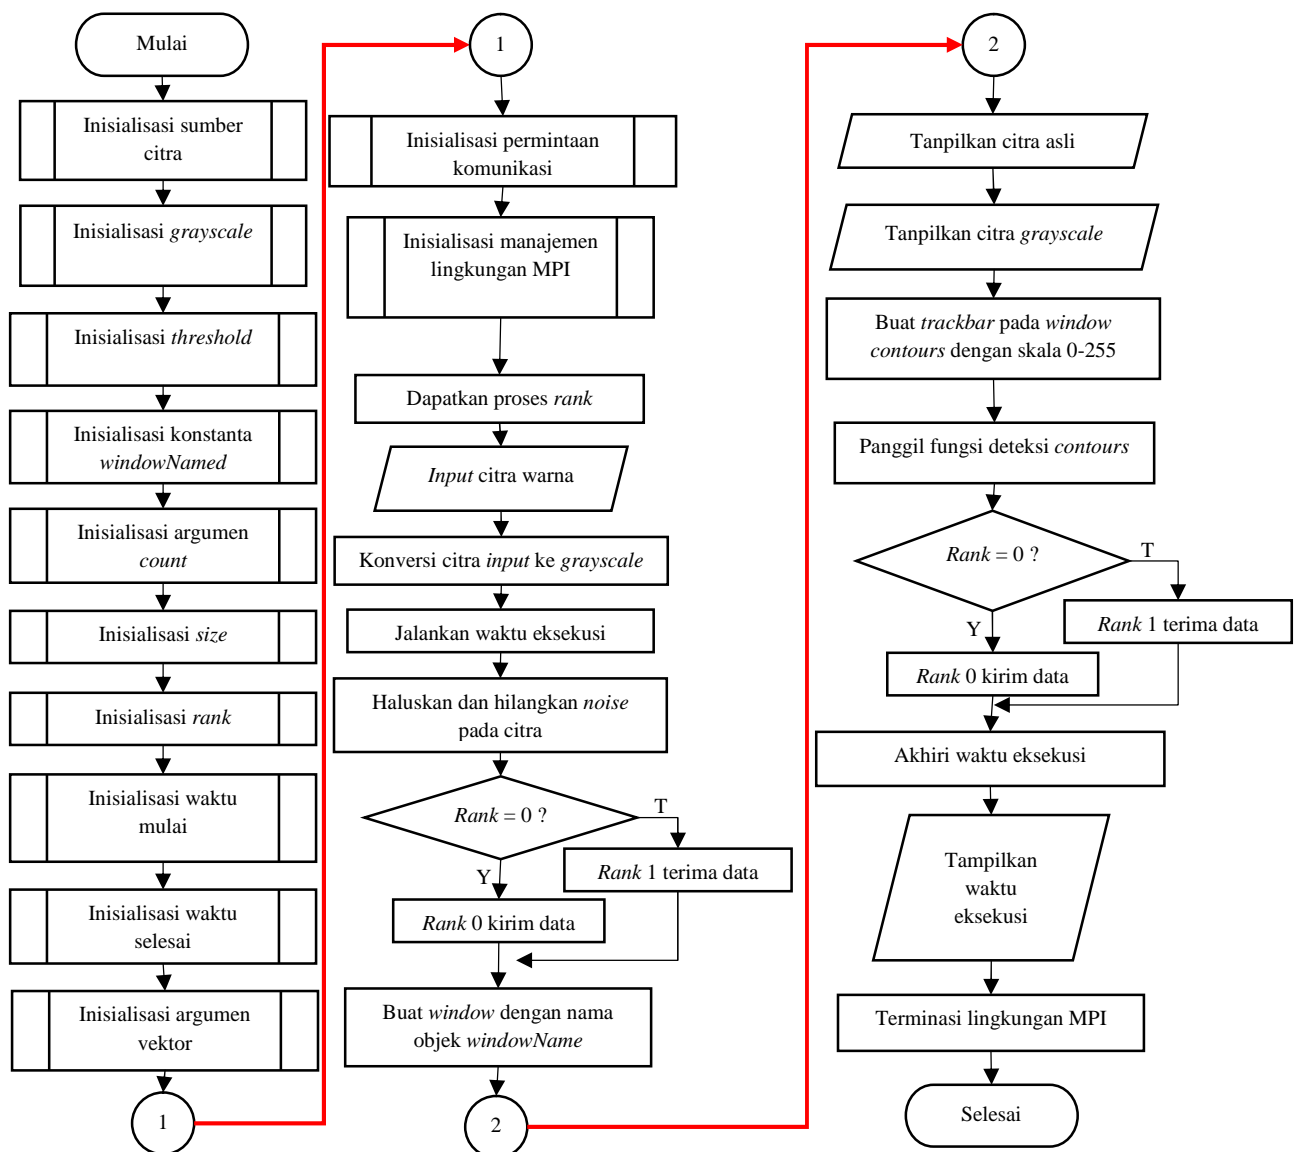 Mulai
Inisialisasi sumber
citra
Inisialisasi grayscale
Inisialisasi threshold
Inisialisasi konstanta
windowNamed
Inisialisasi argumen
count
Inisialisasi size
Inisialisasi rank
Inisialisasi waktu
mulai
Inisialisasi waktu
selesai
Inisialisasi argumen
vektor
1
1
Inisialisasi permintaan
komunikasi
Inisialisasi manajemen
lingkungan MPI
Dapatkan proses rank
Input citra warna
Konversi citra input ke grayscale
Jalankan waktu eksekusi
Haluskan dan hilangkan noise
pada citra
Rank = 0 ?
T
Rank 1 terima data
Y
Rank 0 kirim data
Buat window dengan nama
objek windowName
2
2
Tanpilkan citra asli
Tanpilkan citra grayscale
Buat trackbar pada window
contours dengan skala 0-255
Panggil fungsi deteksi contours
Rank = 0 ?
T
Rank 1 terima data
Y
Rank 0 kirim data
Akhiri waktu eksekusi
Tampilkan
waktu
eksekusi
Terminasi lingkungan MPI
Selesai